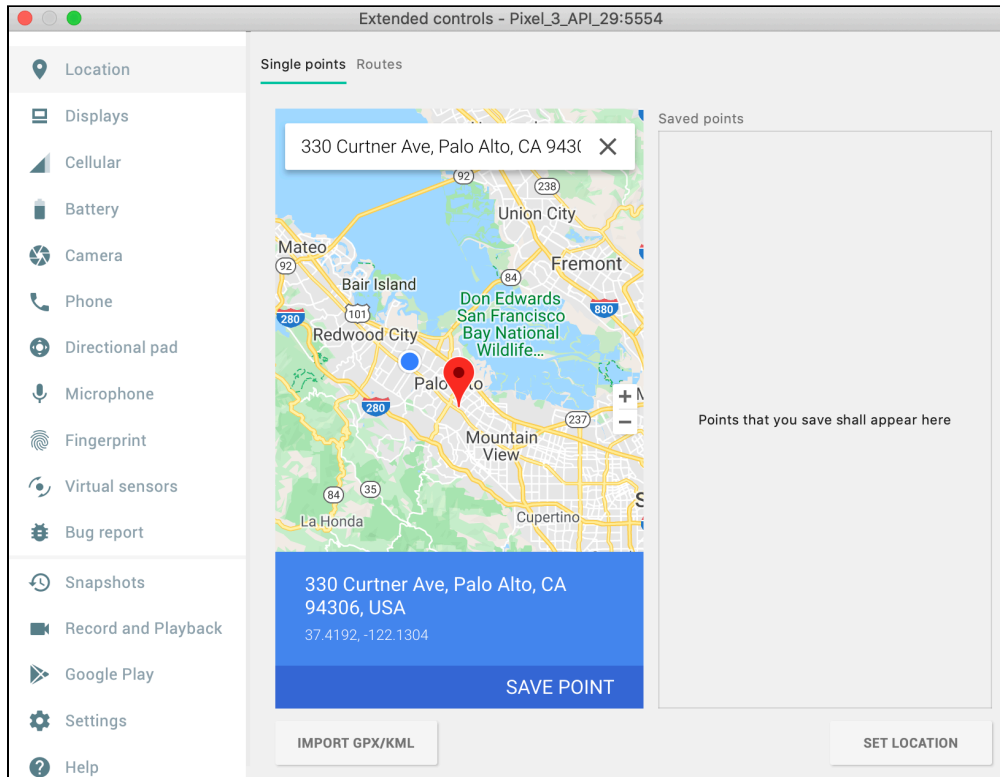 Extended controls - Pixel_3_API_29:5554
Location
Displays
Cellular
Battery
Camera
Phone
Directional pad
Microphone
Fingerprint
Virtual sensors
Bug report
Snapshots
Record and Playback
Google Play
Settings
Help
Single points
Routes
330 Curtner Ave, Palo Alto, CA 9430
92
238
Union City
Mateo
92
Fremont
84
Bair Island
Don Edwards
San Francisco
Bay National
Wildlife...
880
101
280
Redwood City
280
237
Mountain
View
84
35
La Honda
Cupertino
+
−
330 Curtner Ave, Palo Alto, CA
94306, USA
37.4192, -122.1304
SAVE POINT
IMPORT GPX/KML
Saved points
Points that you save shall appear here
SET LOCATION